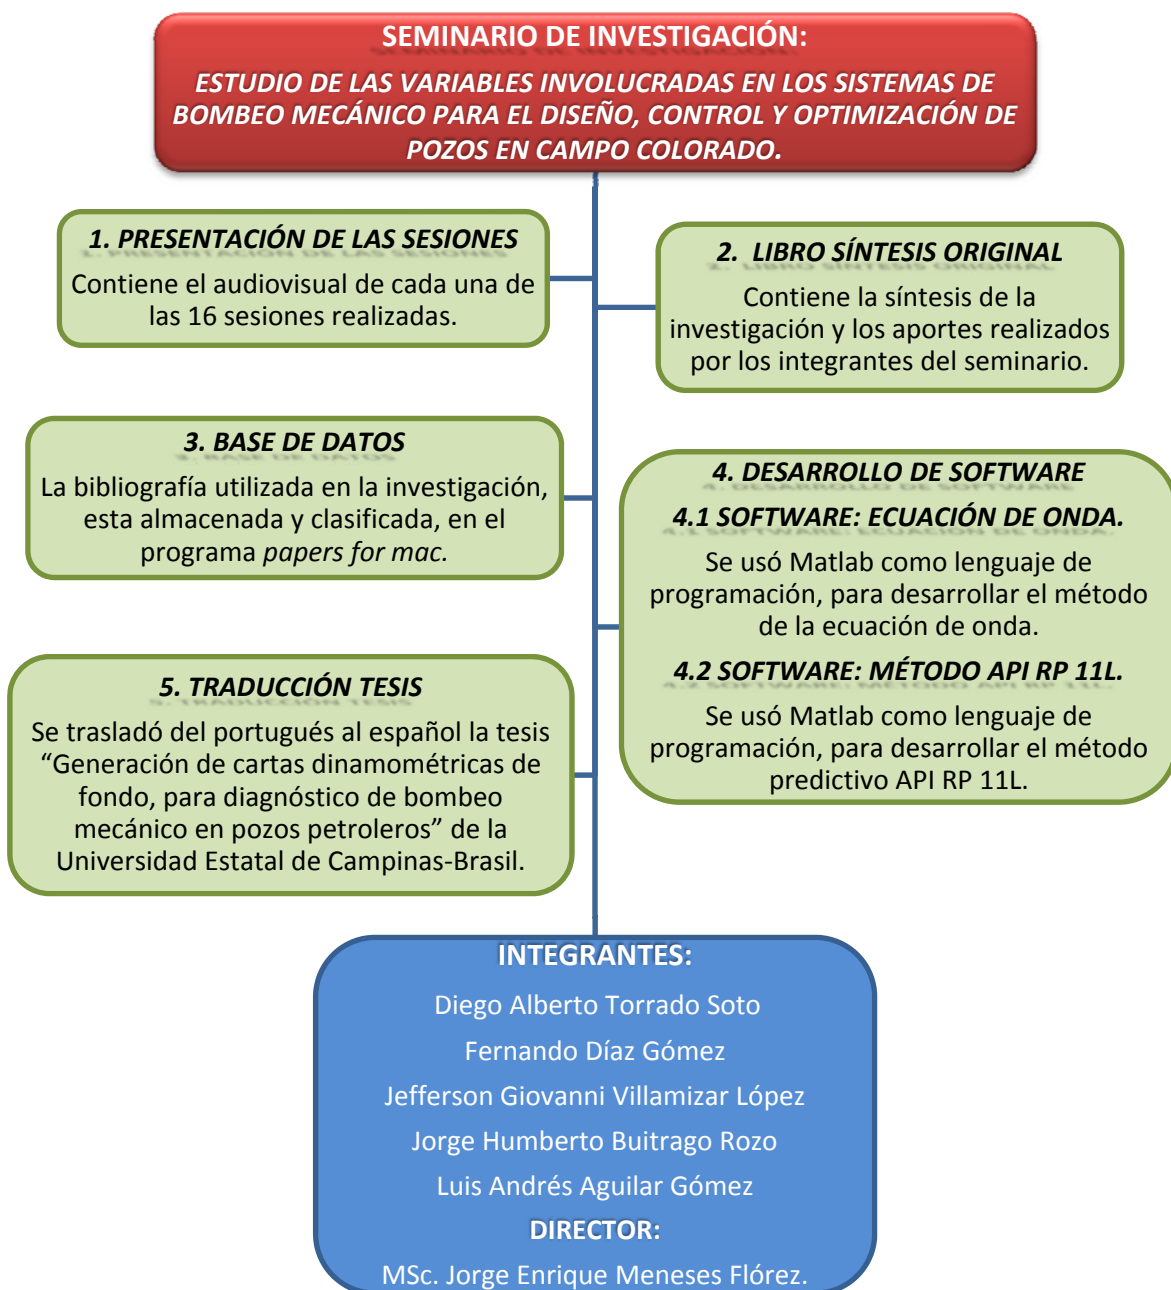 SEMINARIO DE INVESTIGACIÓN:
ESTUDIO DE LAS VARIABLES INVOLUCRADAS EN LOS SISTEMAS DE
BOMBEO MECÁNICO PARA EL DISEÑO, CONTROL Y OPTIMIZACIÓN DE
POZOS EN CAMPO COLORADO.
1. PRESENTACIÓN DE LAS SESIONES
Contiene el audiovisual de cada una de
las 16 sesiones realizadas.
2. LIBRO SÍNTESIS ORIGINAL
Contiene la síntesis de la
investigación y los aportes realizados
por los integrantes del seminario.
3. BASE DE DATOS
La bibliografía utilizada en la investigación,
esta almacenada y clasificada, en el
programa papers for mac.
4. DESARROLLO DE SOFTWARE
4.1 SOFTWARE: ECUACIÓN DE ONDA.
Se usó Matlab como lenguaje de
programación, para desarrollar el método
de la ecuación de onda.
4.2 SOFTWARE: MÉTODO API RP 11L.
Se usó Matlab como lenguaje de
programación, para desarrollar el método
predictivo API RP 11L.
5. TRADUCCIÓN TESIS
Se trasladó del portugués al español la tesis
“Generación de cartas dinamométricas de
fondo, para diagnóstico de bombeo
mecánico en pozos petroleros” de la
Universidad Estatal de Campinas-Brasil.
INTEGRANTES:
Diego Alberto Torrado Soto
Fernando Díaz Gómez
Jefferson Giovanni Villamizar López
Jorge Humberto Buitrago Rozo
Luis Andrés Aguilar Gómez
DIRECTOR:
MSc. Jorge Enrique Meneses Flórez.